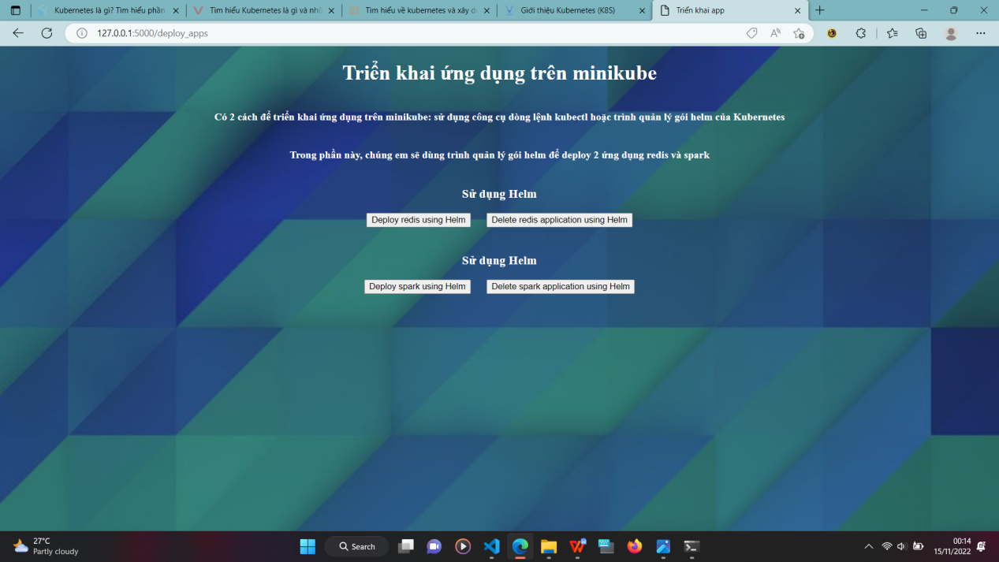 Kubernetes là gì? Tìm hiểu phần
Tìm hiểu Kubernetes là gì và nhữ
Tìm hiểu về kubernetes và xây dự
Giới thiệu Kubernetes (K8S)
Triển khai app
127.0.0.1:5000/deploy_apps
Triển khai ứng dụng trên minikube
Có 2 cách để triển khai ứng dụng trên minikube: sử dụng công cụ dòng lệnh kubectl hoặc trình quản lý gói helm của Kubernetes
Trong phần này, chúng em sẽ dùng trình quản lý gói helm để deploy 2 ứng dụng redis và spark
Sử dụng Helm
Deploy redis using Helm Delete redis application using Helm
Sử dụng Helm
Deploy spark using Helm Delete spark application using Helm
27°C
Partly cloudy
Search
00:14
15/11/2022